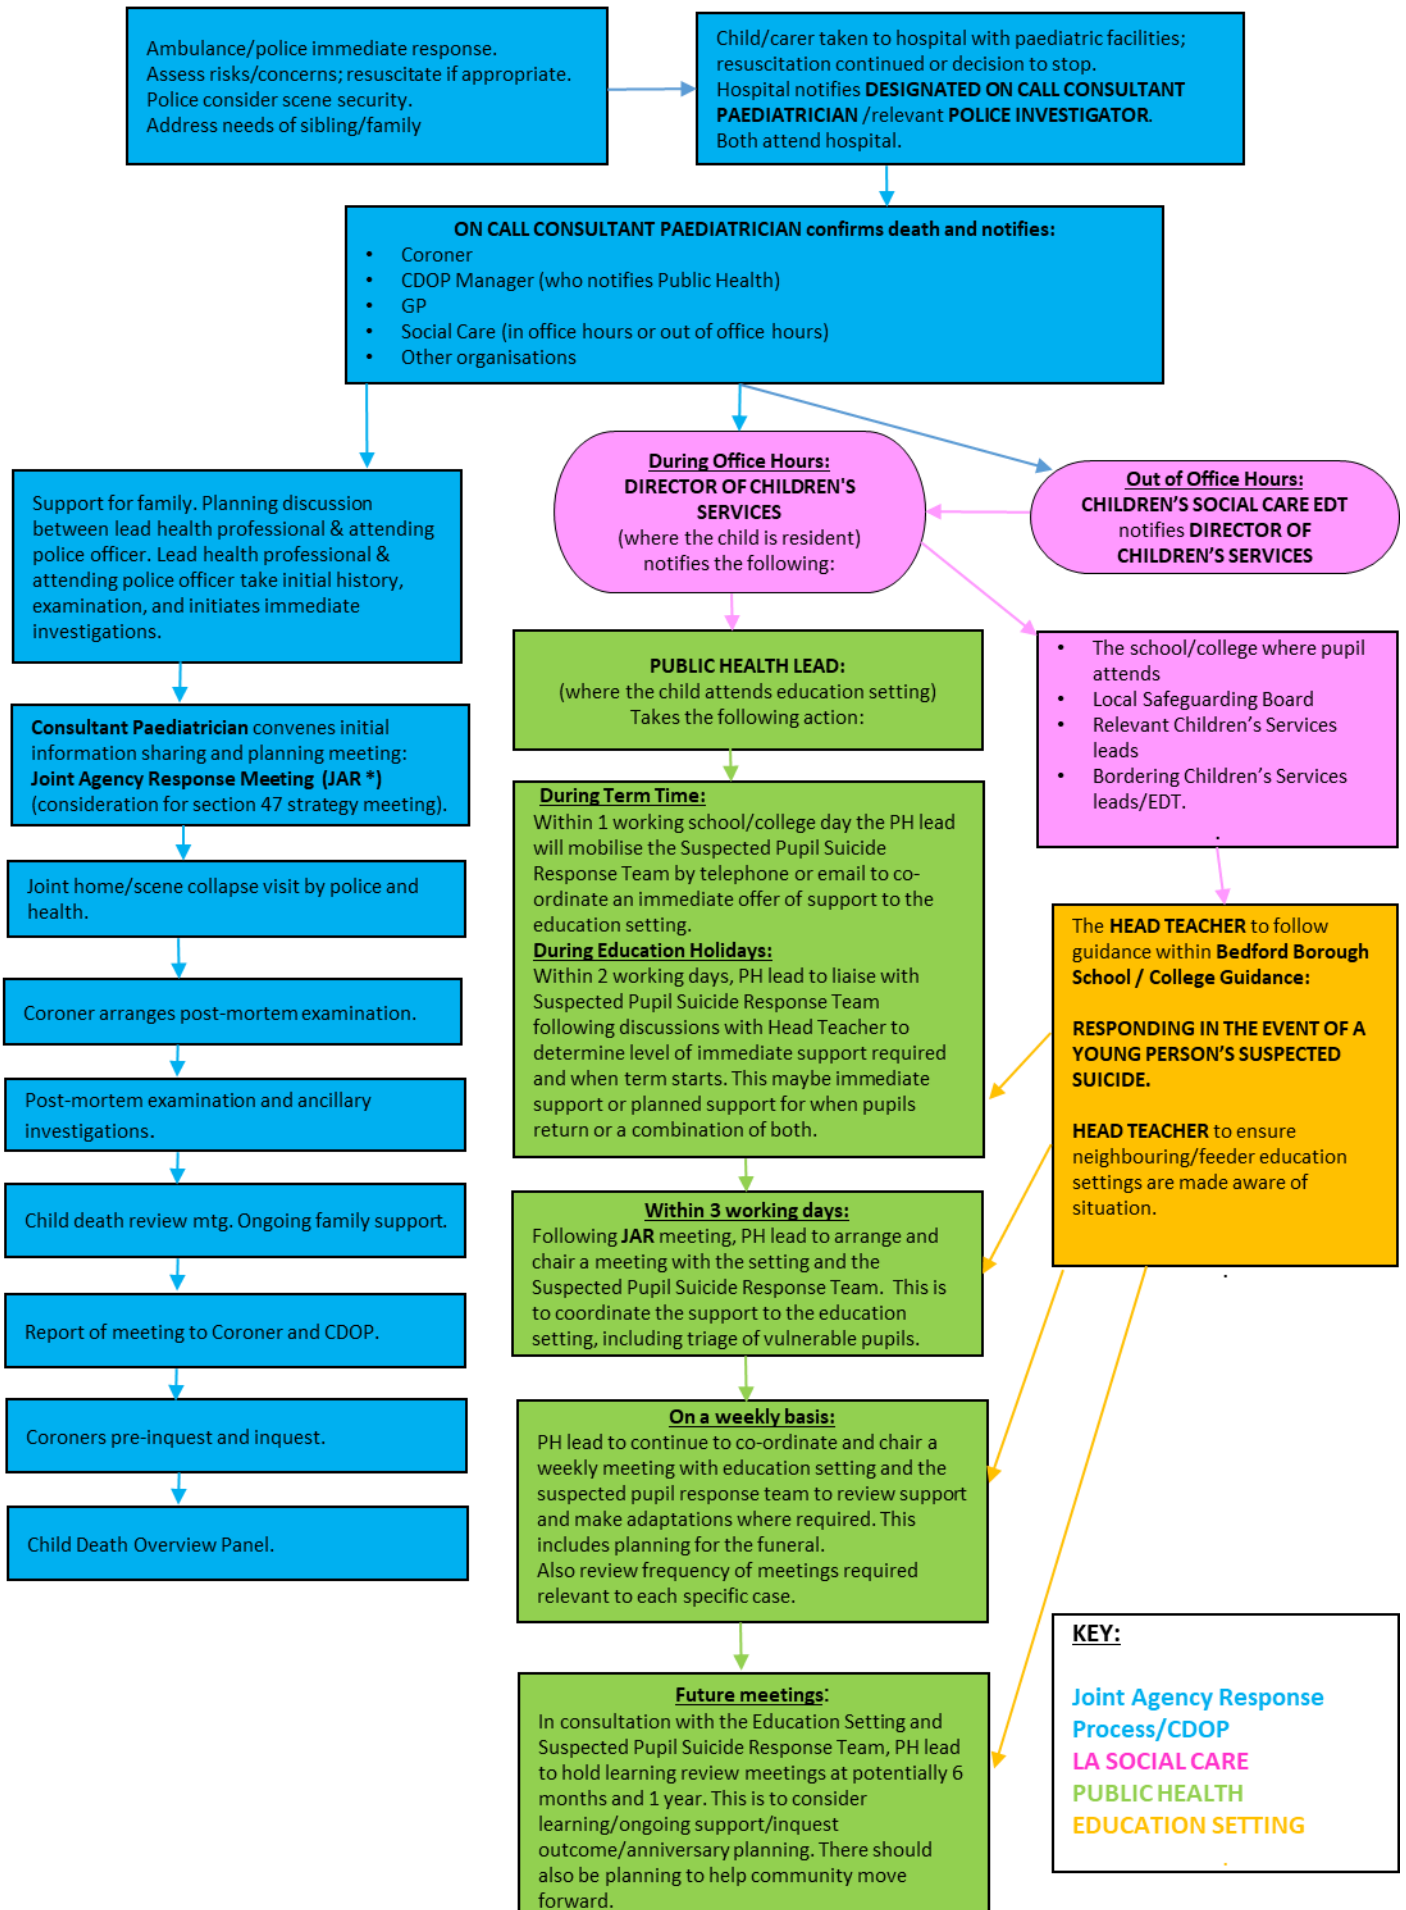 Ambulance/police immediate response.
Assess risks/concerns; resuscitate if appropriate.
Police consider scene security.
Address needs of sibling/family
Child/carer taken to hospital with paediatric facilities;
resuscitation continued or decision to stop.
Hospital notifies DESIGNATED ON CALL CONSULTANT
PAEDIATRICIAN /relevant POLICE INVESTIGATOR.
Both attend hospital.
ON CALL CONSULTANT PAEDIATRICIAN confirms death and notifies:
• Coroner
• CDOP Manager (who notifies Public Health)
• GP
• Social Care (in office hours or out of office hours)
• Other organisations
Support for family. Planning discussion
between lead health professional & attending
police officer. Lead health professional &
attending police officer take initial history,
examination, and initiates immediate
investigations.
Consultant Paediatrician convenes initial
information sharing and planning meeting:
Joint Agency Response Meeting (JAR *)
(consideration for section 47 strategy meeting).
Joint home/scene collapse visit by police and
health.
Coroner arranges post-mortem examination.
Post-mortem examination and ancillary
investigations.
Child death review mtg. Ongoing family support.
Report of meeting to Coroner and CDOP.
Coroners pre-inquest and inquest.
Child Death Overview Panel.
During Office Hours:
DIRECTOR OF CHILDREN'S
SERVICES
(where the child is resident)
notifies the following:
Out of Office Hours:
CHILDREN’S SOCIAL CARE EDT
notifies DIRECTOR OF
CHILDREN’S SERVICES
PUBLIC HEALTH LEAD:
(where the child attends education setting)
Takes the following action:
During Term Time:
Within 1 working school/college day the PH lead
will mobilise the Suspected Pupil Suicide
Response Team by telephone or email to co-
ordinate an immediate offer of support to the
education setting.
During Education Holidays:
Within 2 working days, PH lead to liaise with
Suspected Pupil Suicide Response Team
following discussions with Head Teacher to
determine level of immediate support required
and when term starts. This maybe immediate
support or planned support for when pupils
return or a combination of both.
Within 3 working days:
Following JAR meeting, PH lead to arrange and
chair a meeting with the setting and the
Suspected Pupil Suicide Response Team. This is
to coordinate the support to the education
setting, including triage of vulnerable pupils.
On a weekly basis:
PH lead to continue to co-ordinate and chair a
weekly meeting with education setting and the
suspected pupil response team to review support
and make adaptations where required. This
includes planning for the funeral.
Also review frequency of meetings required
relevant to each specific case.
Future meetings:
In consultation with the Education Setting and
Suspected Pupil Suicide Response Team, PH lead
to hold learning review meetings at potentially 6
months and 1 year. This is to consider
learning/ongoing support/inquest
outcome/anniversary planning. There should
also be planning to help community move
forward.
• The school/college where pupil
attends
• Local Safeguarding Board
• Relevant Children’s Services
leads
• Bordering Children’s Services
leads/EDT.
.
The HEAD TEACHER to follow
guidance within Bedford Borough
School / College Guidance:
RESPONDING IN THE EVENT OF A
YOUNG PERSON’S SUSPECTED
SUICIDE.
HEAD TEACHER to ensure
neighbouring/feeder education
settings are made aware of
situation.
.
KEY:
Joint Agency Response
Process/CDOP
LA SOCIAL CARE
PUBLIC HEALTH
EDUCATION SETTING
.